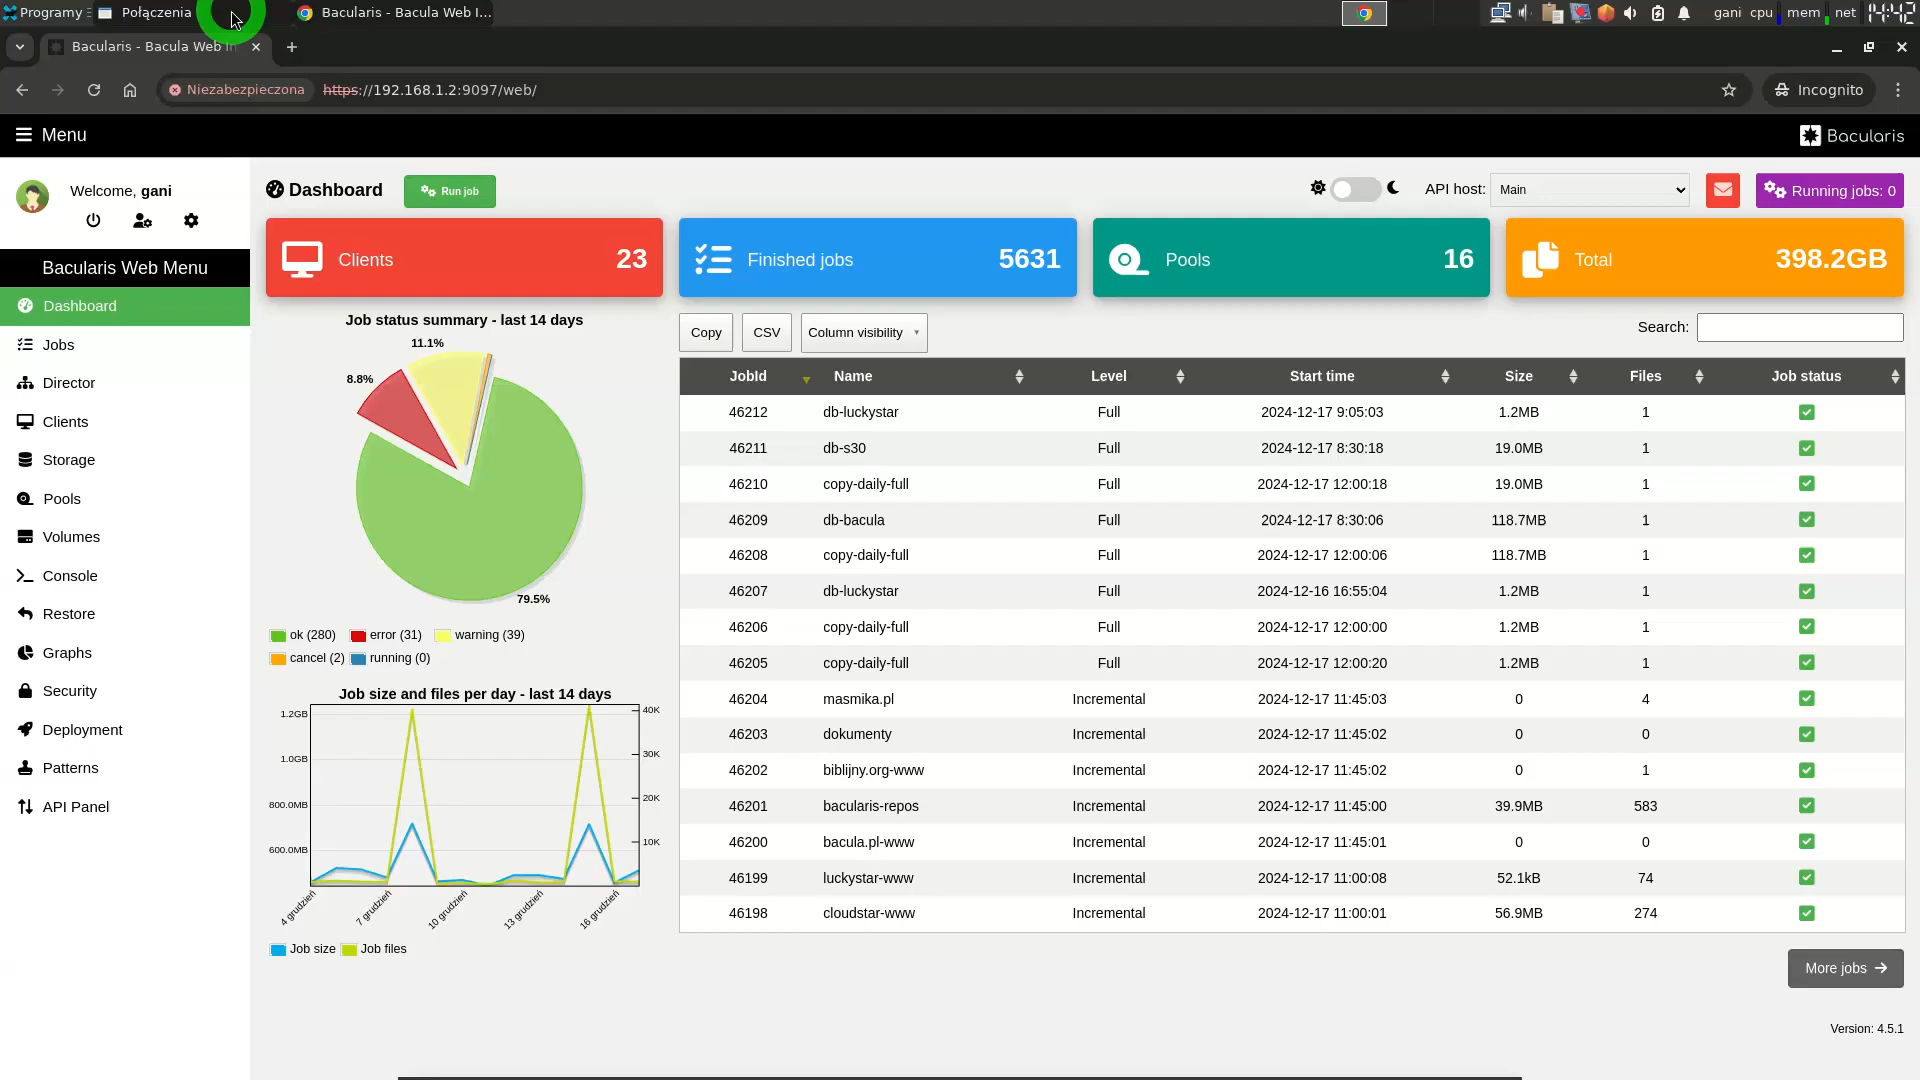 Programy
Połączenia
Bacularis - Bacula Web I...
gani cpu mem net 14:42
Bacularis - Bacula Web
Niezabezpieczona
https://192.168.1.2:9097/web/
Incognito
Menu
Bacularis
Welcome, gani
Bacularis Web Menu
Dashboard
Jobs
Director
Clients
Storage
Pools
Volumes
Console
Restore
Graphs
Security
Deployment
Patterns
API Panel
Dashboard
Run job
API host: Main
Running jobs: 0
Clients 23
Finished jobs 5631
Pools 16
Total 398.2GB
Job status summary - last 14 days
11.1%
8.8%
79.5%
ok (280) error (31) warning (39)
cancel (2) running (0)
Job size and files per day - last 14 days
1.2GB 40K
1.0GB 30K
800.0MB 20K
600.0MB 10K
4 grudzień 7 grudzień 10 grudzień 13 grudzień 16 grudzień
Job size Job files
Copy CSV Column visibility
Search:
JobId Name Level Start time Size Files Job status
46212 db-luckystar Full 2024-12-17 9:05:03 1.2MB 1
46211 db-s30 Full 2024-12-17 8:30:18 19.0MB 1
46210 copy-daily-full Full 2024-12-17 12:00:18 19.0MB 1
46209 db-bacula Full 2024-12-17 8:30:06 118.7MB 1
46208 copy-daily-full Full 2024-12-17 12:00:06 118.7MB 1
46207 db-luckystar Full 2024-12-16 16:55:04 1.2MB 1
46206 copy-daily-full Full 2024-12-17 12:00:00 1.2MB 1
46205 copy-daily-full Full 2024-12-17 12:00:20 1.2MB 1
46204 masmika.pl Incremental 2024-12-17 11:45:03 0 4
46203 dokumenty Incremental 2024-12-17 11:45:02 0 0
46202 biblijny.org-www Incremental 2024-12-17 11:45:02 0 1
46201 bacularis-repos Incremental 2024-12-17 11:45:00 39.9MB 583
46200 bacula.pl-www Incremental 2024-12-17 11:45:01 0 0
46199 luckystar-www Incremental 2024-12-17 11:00:08 52.1kB 74
46198 cloudstar-www Incremental 2024-12-17 11:00:01 56.9MB 274
More jobs
Version: 4.5.1